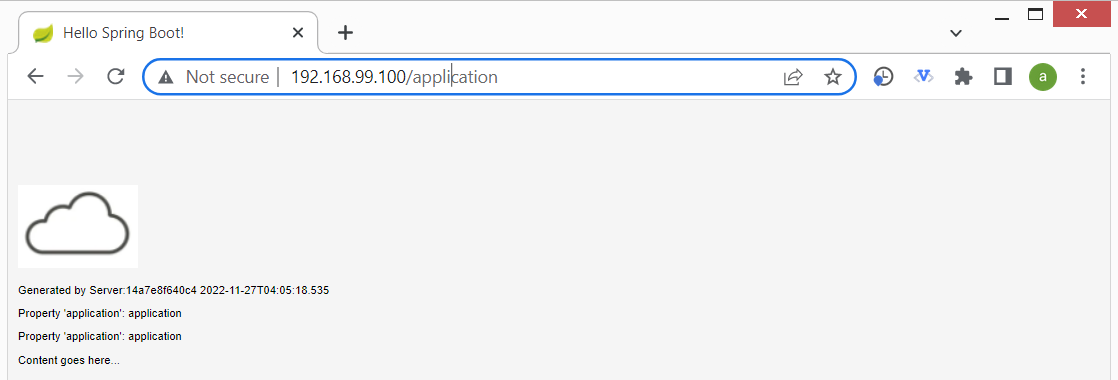 Hello Spring Boot!
Not secure | 192.168.99.100/application
a
Generated by Server:14a7e8f640c4 2022-11-27T04:05:18.535
Property 'application': application
Property 'application': application
Content goes here...